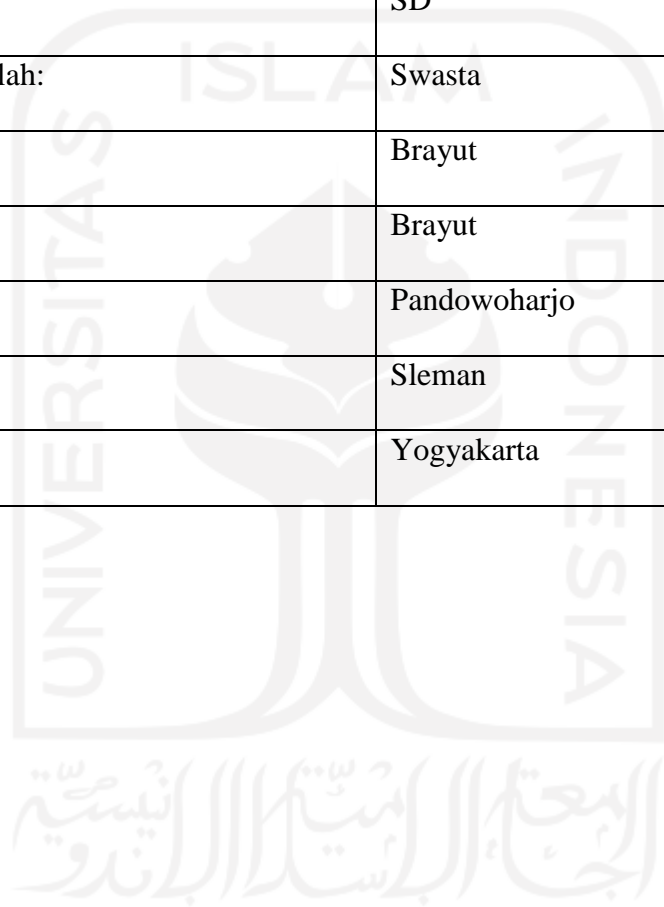 SD
lah: Swasta
Brayut
Brayut
Pandowoharjo
Sleman
Yogyakarta
UNIVERSITAS
ISLAM
INDONESIA